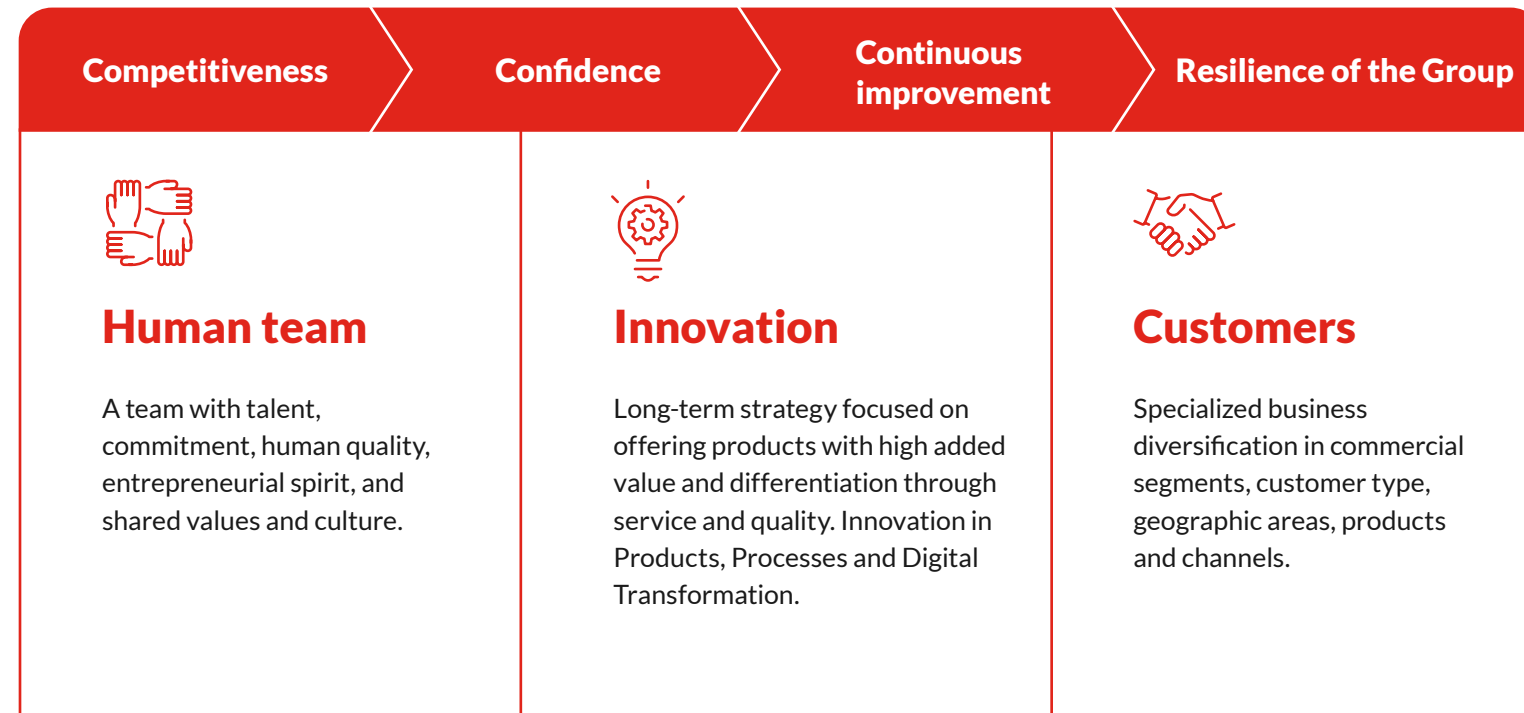 Competitiveness
Confidence
Continuous
improvement
Resilience of the Group
Human team
A team with talent,
commitment, human quality,
entrepreneurial spirit, and
shared values and culture.
Innovation
Long-term strategy focused on
offering products with high added
value and differentiation through
service and quality. Innovation in
Products, Processes and Digital
Transformation.
Customers
Specialized business
diversification in commercial
segments, customer type,
geographic areas, products
and channels.